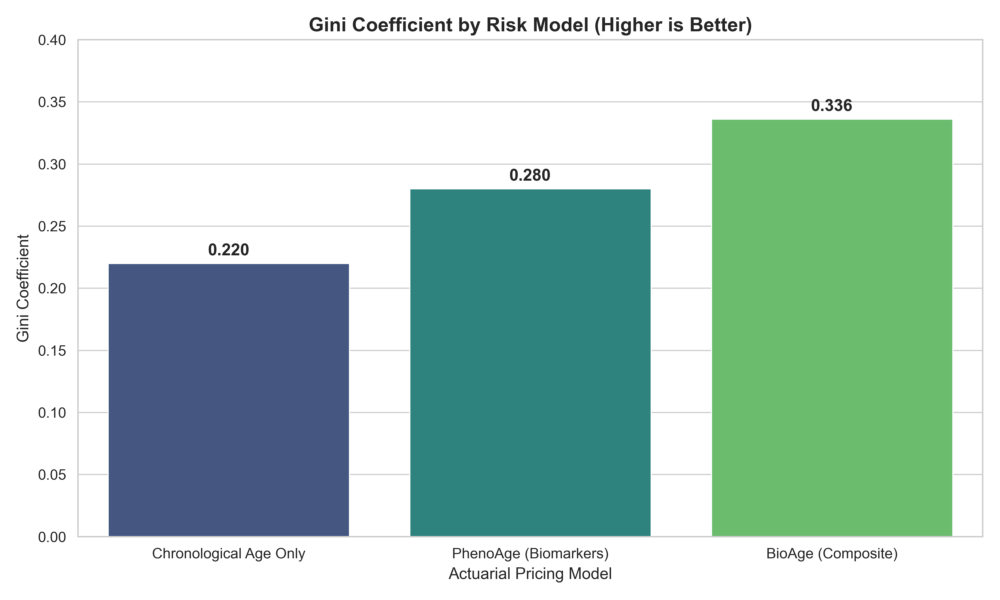 Gini Coefficient by Risk Model (Higher is Better)
0.40
0.35
0.30
0.25
0.20
0.15
0.10
0.05
0.00
Gini Coefficient
0.220
0.280
0.336
Chronological Age Only
PhenoAge (Biomarkers)
BioAge (Composite)
Actuarial Pricing Model